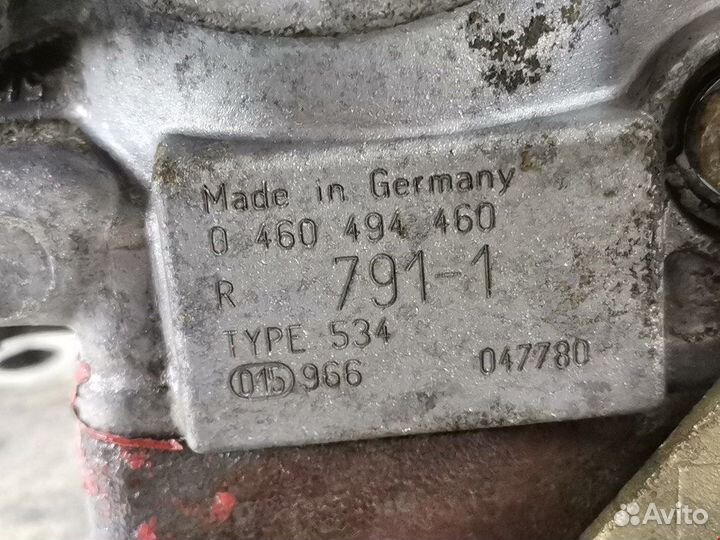 Made in Germany
0 460 494 460
R 791-1
TYPE 534
015 966 047780
Avito